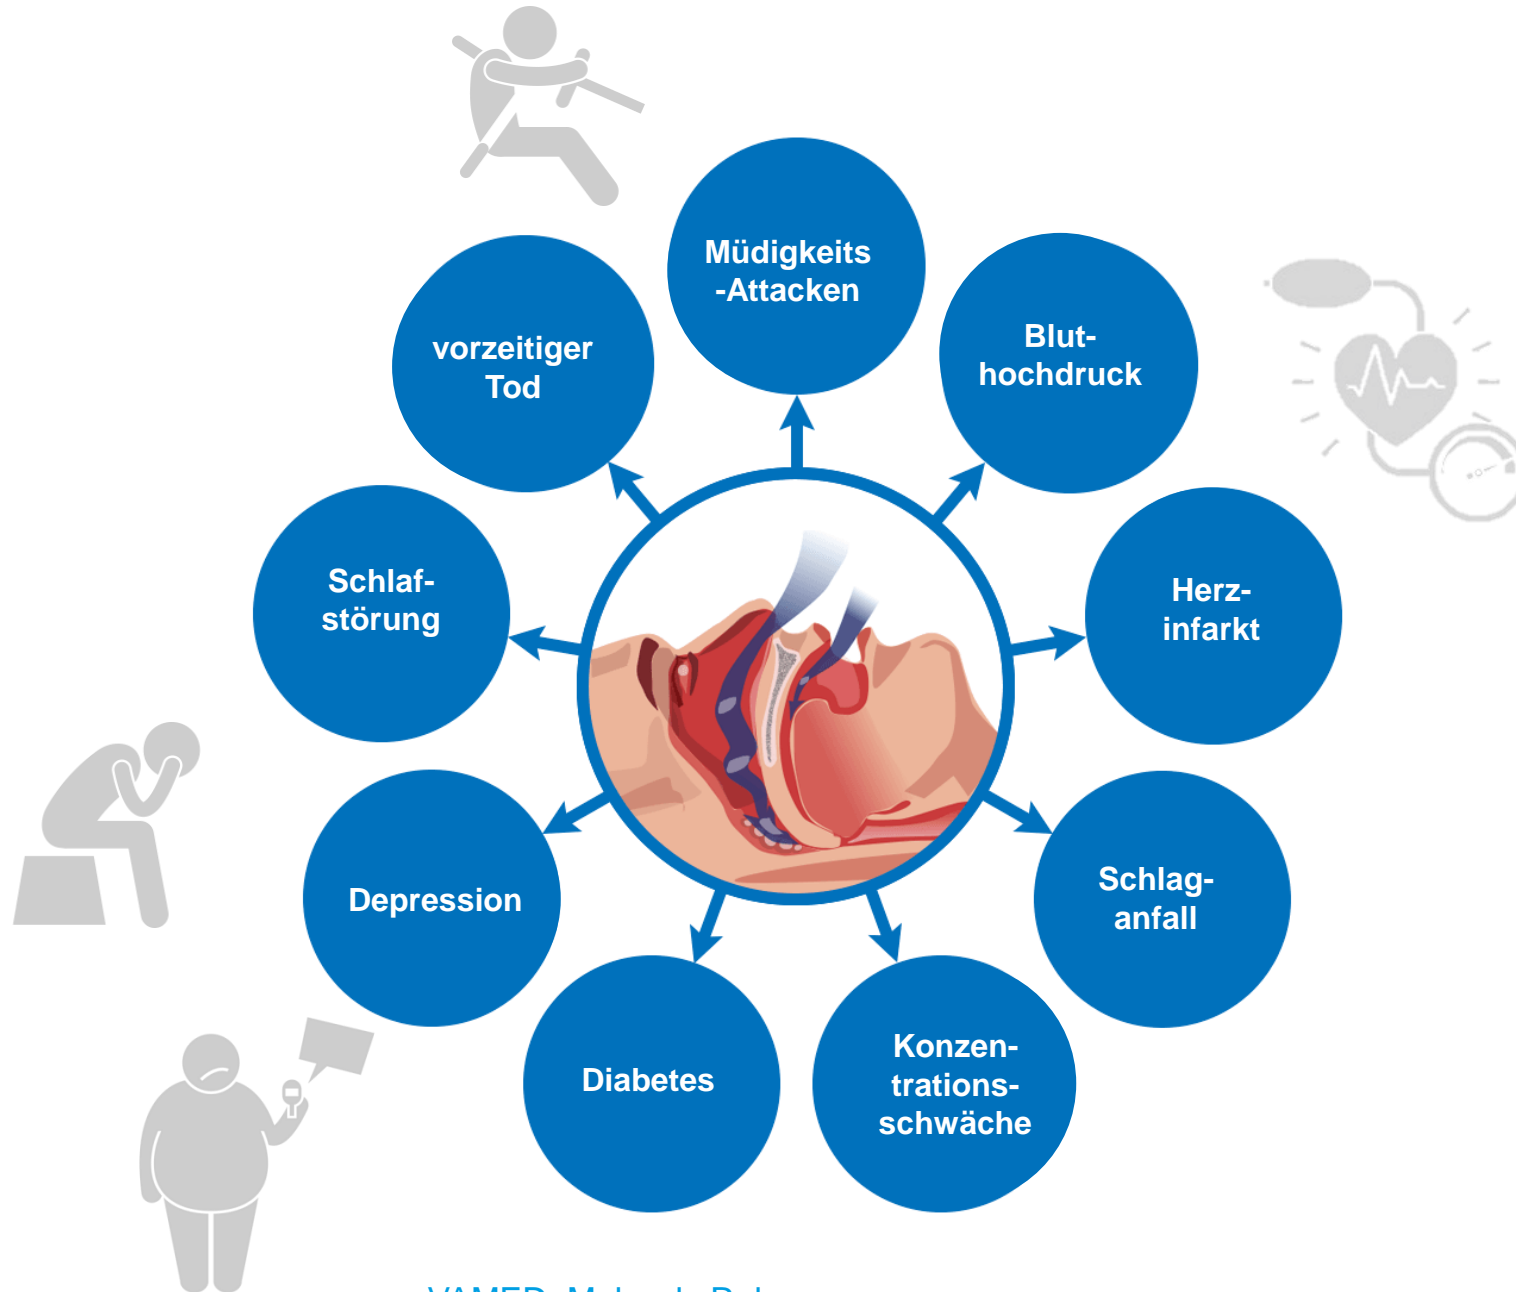 Müdigkeits
-Attacken
Blut-
hochdruck
Herz-
infarkt
Schlag-
anfall
Konzen-
trations-
schwäche
Diabetes
Depression
Schlaf-
störung
vorzeitiger
Tod